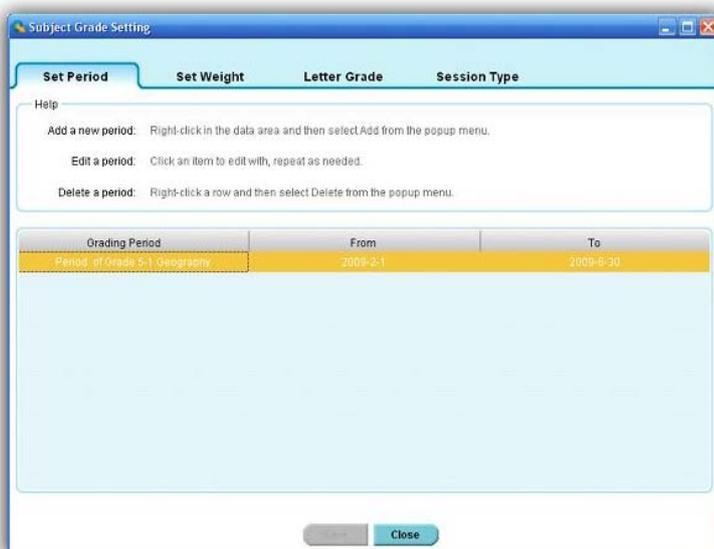 Subject Grade Setting
Set Period Set Weight Letter Grade Session Type
Help
Add a new period: Right-click in the data area and then select Add from the popup menu.
Edit a period: Click an item to edit with, repeat as needed.
Delete a period: Right-click a row and then select Delete from the popup menu.
Grading Period From To
Period of Grade 5-1 Geography 2009-2-1 2009-6-30
Close